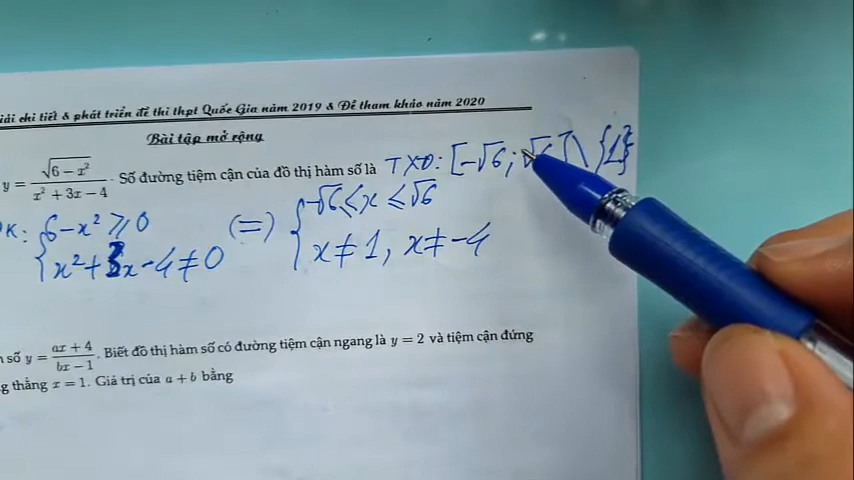 iải chi tiết & phát triển đề thi thpt Quốc Gia năm 2019 & Đề tham khảo năm 2020
Bài tập mở rộng
y = √(6 − x²) / (x² + 3x − 4) . Số đường tiệm cận của đồ thị hàm số là TXĐ: [-√6; √6] \ {1}
ĐK: { 6 - x² ⩾ 0 (=) { -√6 ≤ x ≤ √6
x² + 3x - 4 ≠ 0 x ≠ 1, x ≠ -4
số y = (ax + 4) / (bx − 1) . Biết đồ thị hàm số có đường tiệm cận ngang là y = 2 và tiệm cận đứng
g thẳng x = 1. Giá trị của a + b bằng